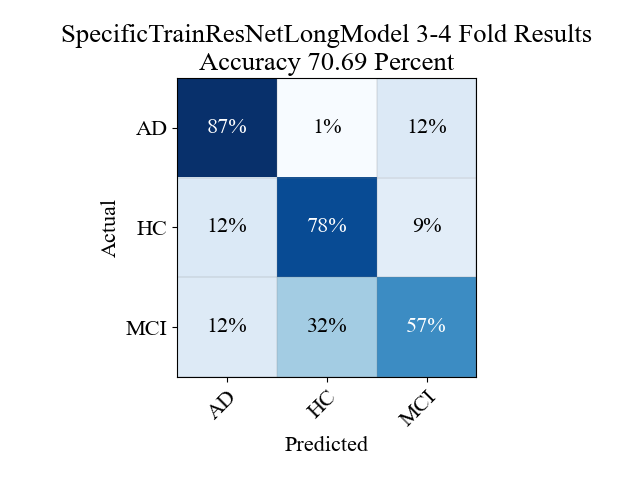 SpecificTrainResNetLongModel 3-4 Fold Results
Accuracy 70.69 Percent
AD 87% 1% 12%
Actual
HC 12% 78% 9%
MCI 12% 32% 57%
AD HC MCI
Predicted